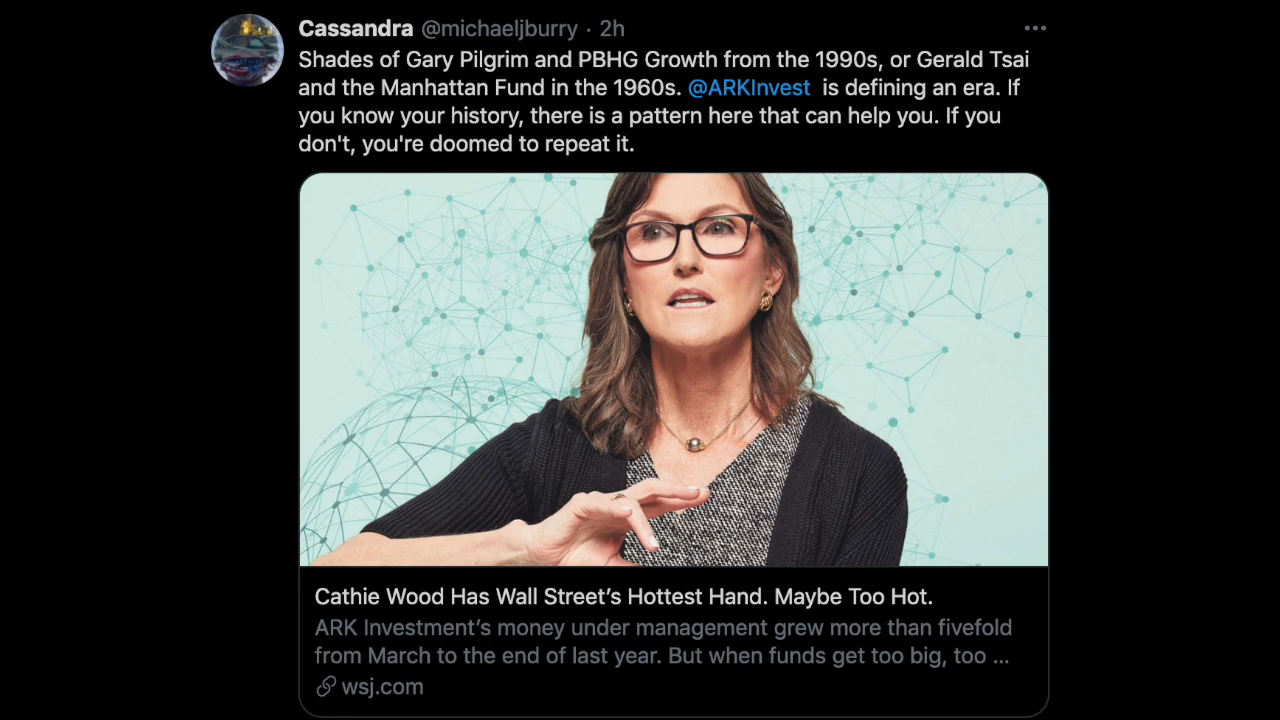 Cassandra @michaeljburry · 2h
Shades of Gary Pilgrim and PBHG Growth from the 1990s, or Gerald Tsai
and the Manhattan Fund in the 1960s. @ARKInvest is defining an era. If
you know your history, there is a pattern here that can help you. If you
don't, you're doomed to repeat it.
Cathie Wood Has Wall Street’s Hottest Hand. Maybe Too Hot.
ARK Investment’s money under management grew more than fivefold
from March to the end of last year. But when funds get too big, too ...
wsj.com